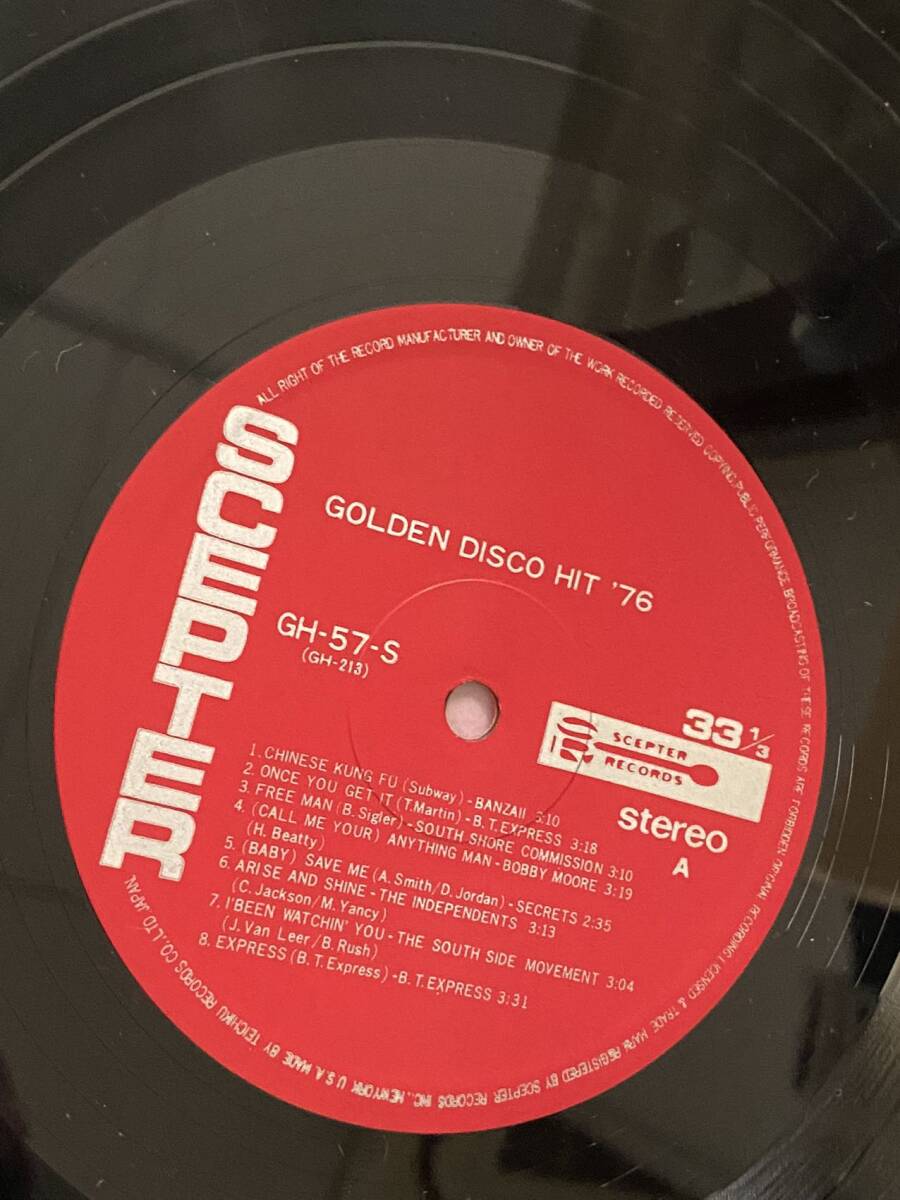 ALL RIGHT OF THE RECORD MANUFACTURER AND OWNER OF THE WORK RECORDED RESERVED COPYING, PUBLIC PERFORMANCE, BROADCASTING OF THESE RECORDS ARE FORBIDDEN ORIGINAL RECORDING LICENSED & TRADE MARK REGISTERED BY SCEPTER RECORDS INC., NEWYORK U.S.A. MADE BY TEICHIKU RECORDS CO., LTD JAPAN.
SCEPTER
GOLDEN DISCO HIT '76
GH-57-S
(GH-213)
33 1/3
SCEPTER
RECORDS
stereo
A
1. CHINESE KUNG FU (Subway) - BANZAII 3:10
2. ONCE YOU GET IT (T. Martin) - B. T. EXPRESS 3:18
3. FREE MAN (B. Sigler) - SOUTH SHORE COMMISSION 3:10
4. (CALL ME YOUR) ANYTHING MAN - BOBBY MOORE 3:19
(H. Beatty)
5. (BABY) SAVE ME (A. Smith/D. Jordan) - SECRETS 2:35
6. ARISE AND SHINE - THE INDEPENDENTS 3:13
(C. Jackson/M. Yancy)
7. I'BEEN WATCHIN' YOU - THE SOUTH SIDE MOVEMENT 3:04
(J. Van Leer/B. Rush)
8. EXPRESS (B. T. Express) - B. T. EXPRESS 3:31